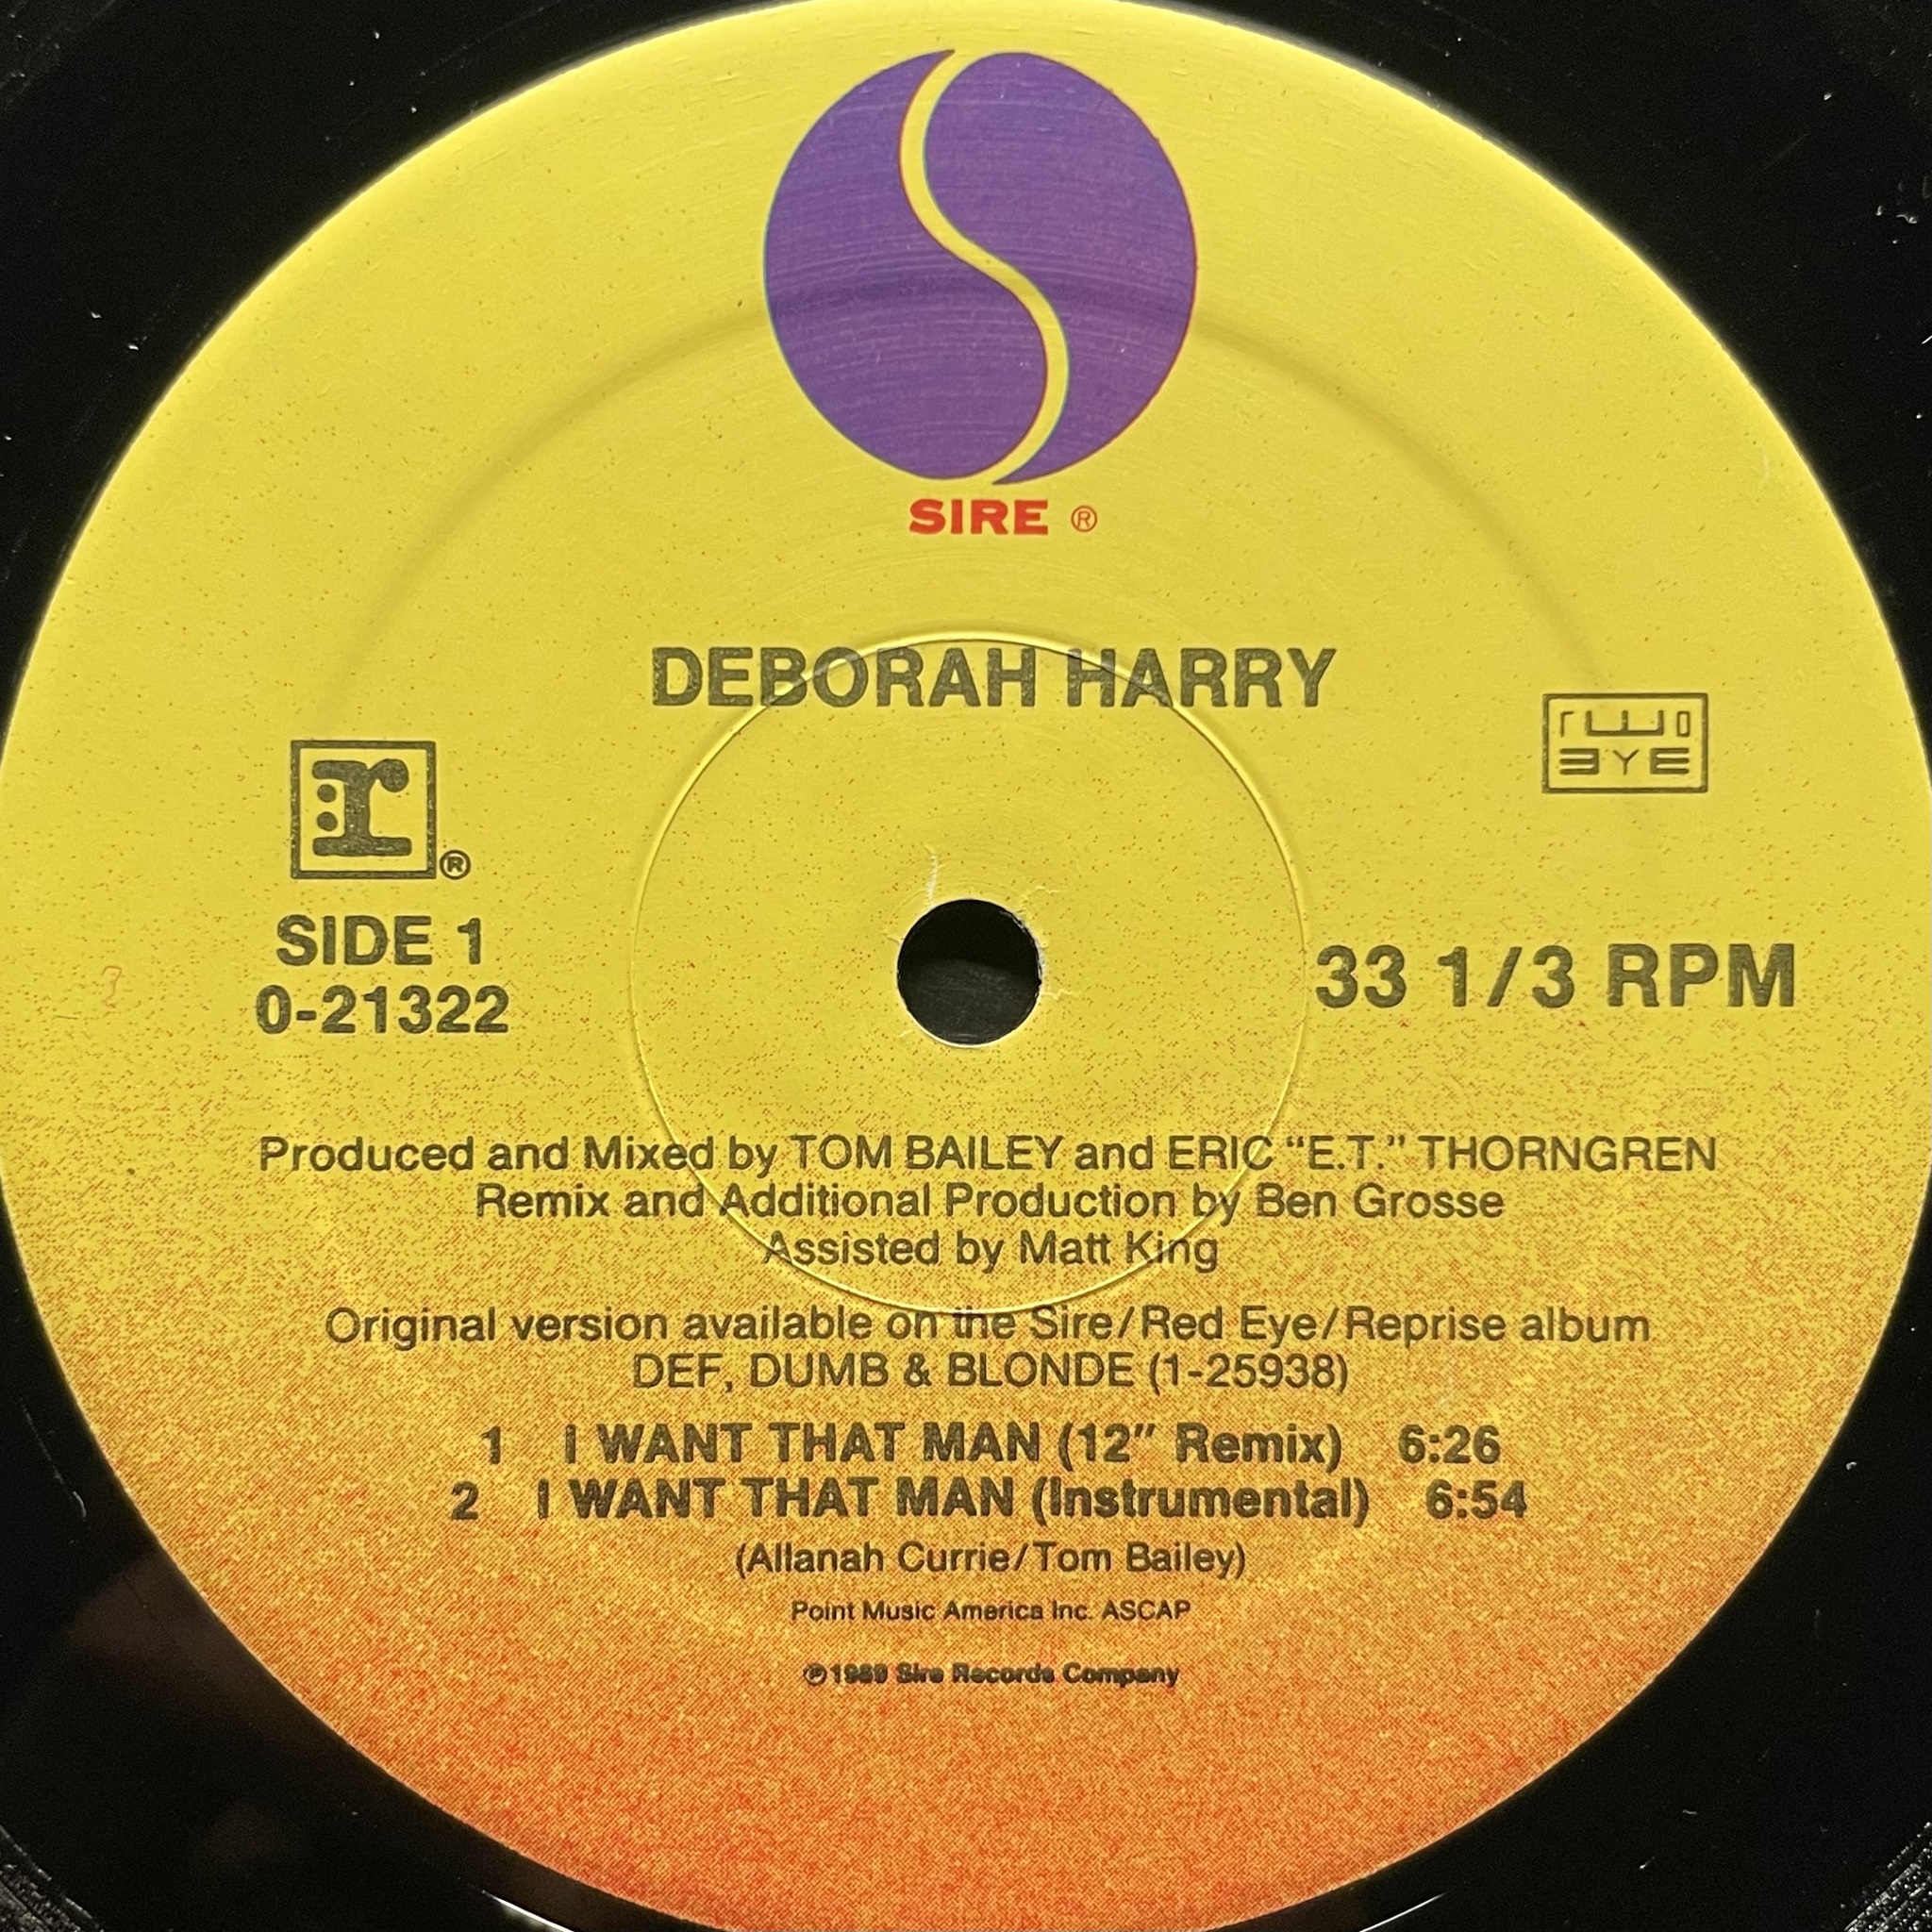 SIRE ®
DEBORAH HARRY
r ®
SIDE 1
0-21322
EYE
33 1/3 RPM
Produced and Mixed by TOM BAILEY and ERIC “E.T.” THORNGREN
Remix and Additional Production by Ben Grosse
Assisted by Matt King
Original version available on the Sire/Red Eye/Reprise album
DEF, DUMB & BLONDE (1-25938)
1 I WANT THAT MAN (12″ Remix) 6:26
2 I WANT THAT MAN (Instrumental) 6:54
(Allanah Currie/Tom Bailey)
Point Music America Inc. ASCAP
℗1989 Sire Records Company